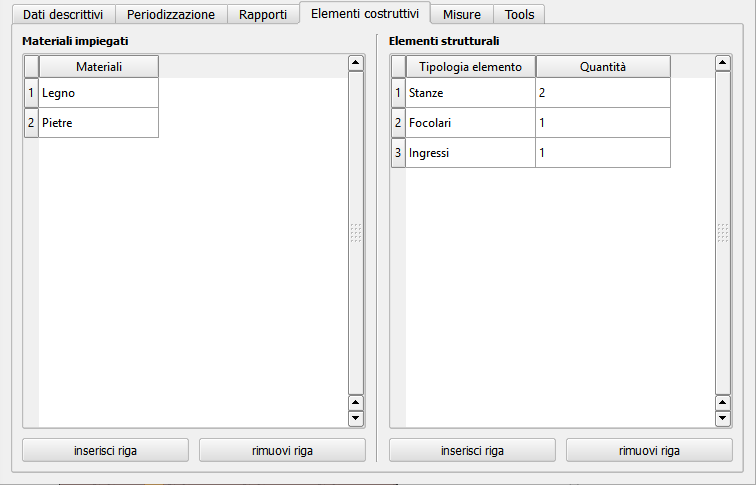 Dati descrittivi Periodizzazione Rapporti Elementi costruttivi Misure Tools
Materiali impiegati
Materiali
1 Legno
2 Pietre
inserisci riga rimuovi riga
Elementi strutturali
Tipologia elemento Quantità
1 Stanze 2
2 Focolari 1
3 Ingressi 1
inserisci riga rimuovi riga